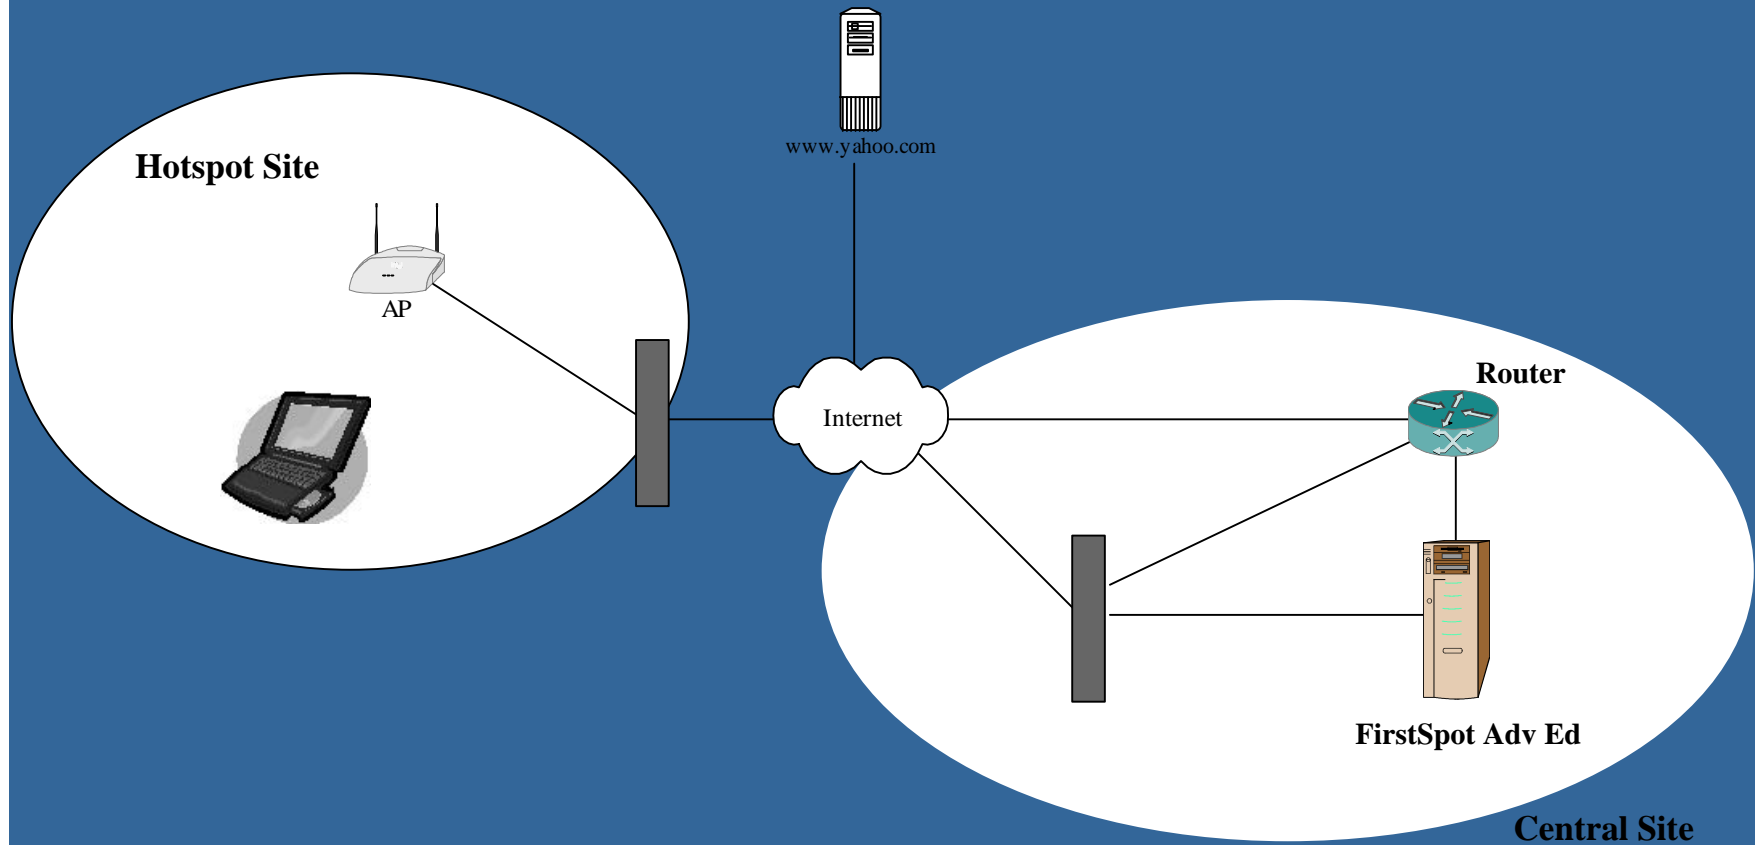 www.yahoo.com
Hotspot Site
AP
Internet
Router
FirstSpot Adv Ed
Central Site